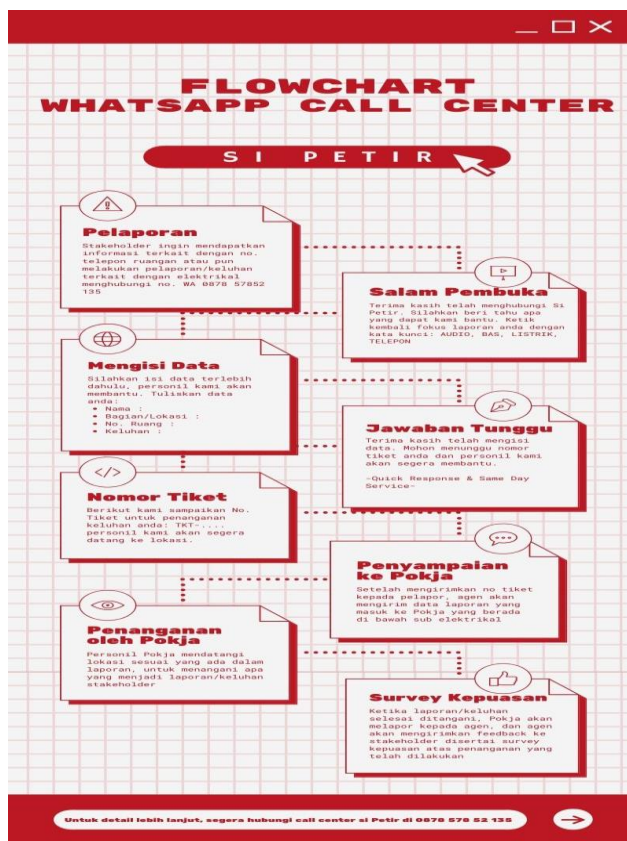 FLOWCHART
WHATSAPP CALL CENTER
SI PETIR
Pelaporan
Stakeholder ingin mendapatkan
informasi terkait dengan no.
telepon ruangan atau pun
melakukan pelaporan/keluhan
terkait dengan elektrikal
menghubungi no. WA 0878 57852
135
Salam Pembuka
Terima kasih telah menghubungi Si
Petir. Silahkan beri tahu apa
yang dapat kami bantu. Ketik
kembali fokus laporan anda dengan
kata kunci: AUDIO, BAS, LISTRIK,
TELEPON
Mengisi Data
Silahkan isi data terlebih
dahulu, personil kami akan
membantu. Tuliskan data
anda:
• Nama :
• Bagian/Lokasi :
• No. Ruang :
• Keluhan :
Jawaban Tunggu
Terima kasih telah mengisi
data. Mohon menunggu nomor
tiket anda dan personil kami
akan segera membantu.
~Quick Response & Same Day
Service~
Nomor Tiket
Berikut kami sampaikan No.
Tiket untuk penanganan
keluhan anda: TKT-....
personil kami akan segera
datang ke lokasi.
Penyampaian
ke Pokja
Setelah mengirimkan no tiket
kepada pelapor, agen akan
mengirim data laporan yang
masuk ke Pokja yang berada
di bawah sub elektrikal
Penanganan
oleh Pokja
Personil Pokja mendatangi
lokasi sesuai yang ada dalam
laporan, untuk menangani apa
yang menjadi laporan/keluhan
stakeholder
Survey Kepuasan
Ketika laporan/keluhan
selesai ditangani, Pokja akan
melapor kepada agen, dan agen
akan mengirimkan feedback ke
stakeholder disertai survey
kepuasan atas penanganan yang
telah dilakukan
Untuk detail lebih lanjut, segera hubungi call center si Petir di 0878 578 52 135